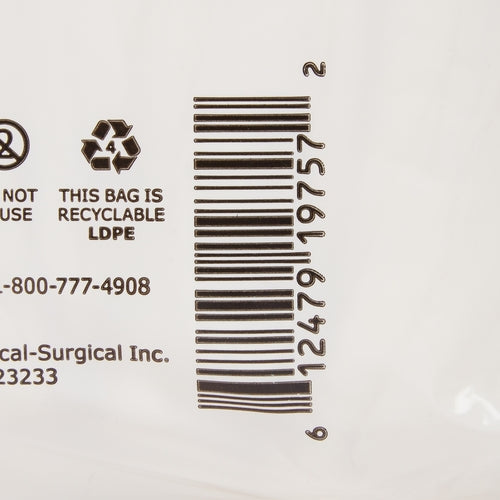 4
NOT
USE
THIS BAG IS
RECYCLABLE
LDPE
-800-777-4908
cal-Surgical Inc.
23233
6 12479 19757 2